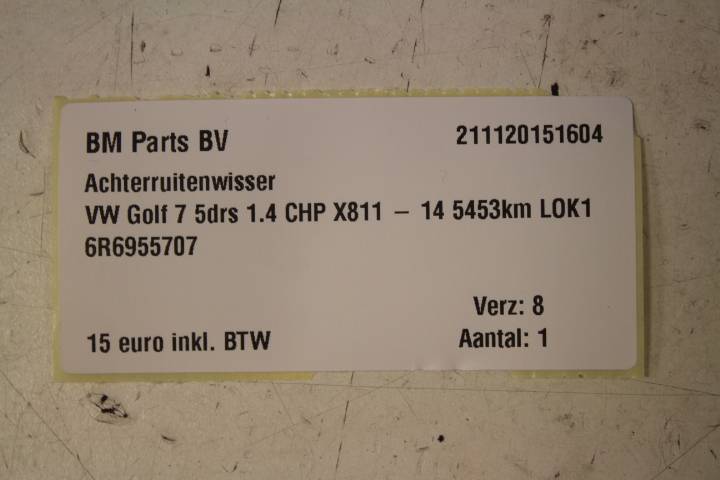 BM Parts BV 211120151604
Achterruitenwisser
VW Golf 7 5drs 1.4 CHP X811 – 14 5453km LOK1
6R6955707
Verz: 8
15 euro inkl. BTW Aantal: 1